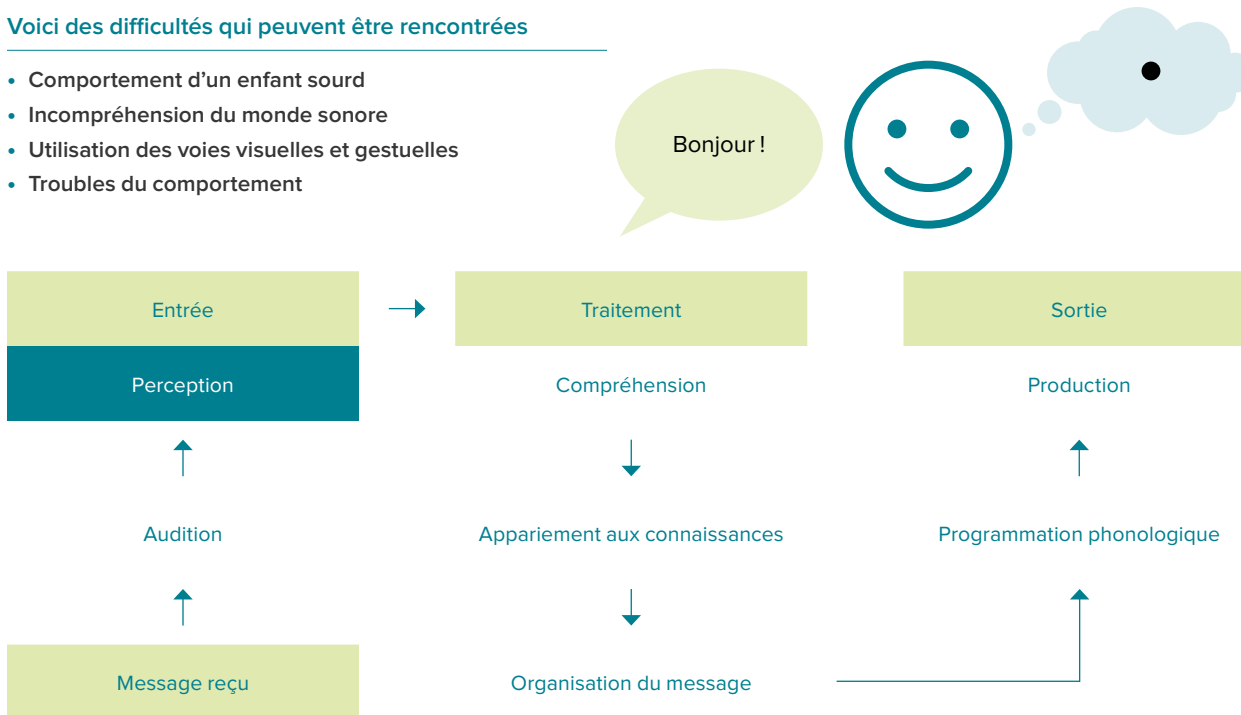 Voici des difficultés qui peuvent être rencontrées
• Comportement d’un enfant sourd
• Incompréhension du monde sonore
• Utilisation des voies visuelles et gestuelles
• Troubles du comportement
Bonjour !
Entrée
Traitement
Sortie
Perception
Compréhension
Production
Audition
Appariement aux connaissances
Programmation phonologique
Message reçu
Organisation du message